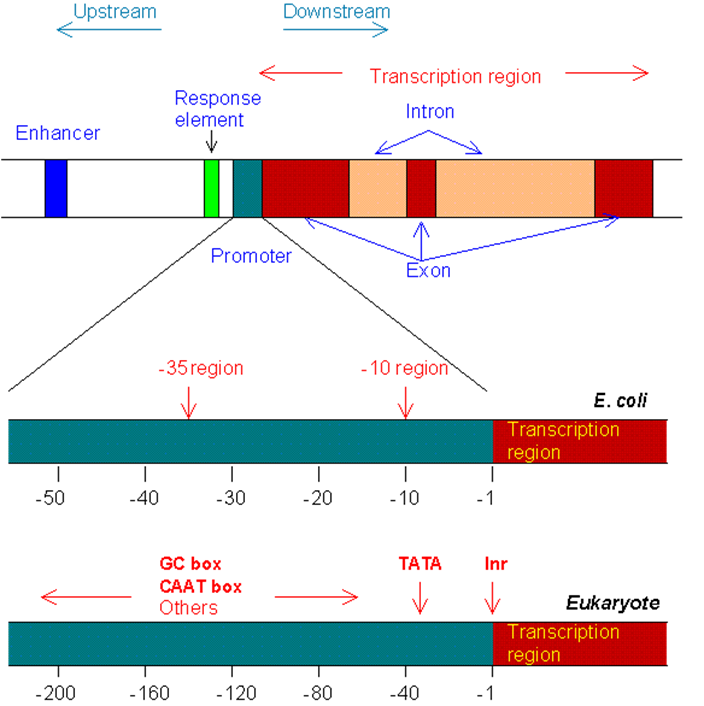 Upstream
Downstream
Transcription region
Response
element
Intron
Enhancer
Promoter
Exon
-35 region
-10 region
E. coli
Transcription
region
-50
-40
-30
-20
-10
-1
GC box
CAAT box
Others
TATA
Inr
Eukaryote
Transcription
region
-200
-160
-120
-80
-40
-1